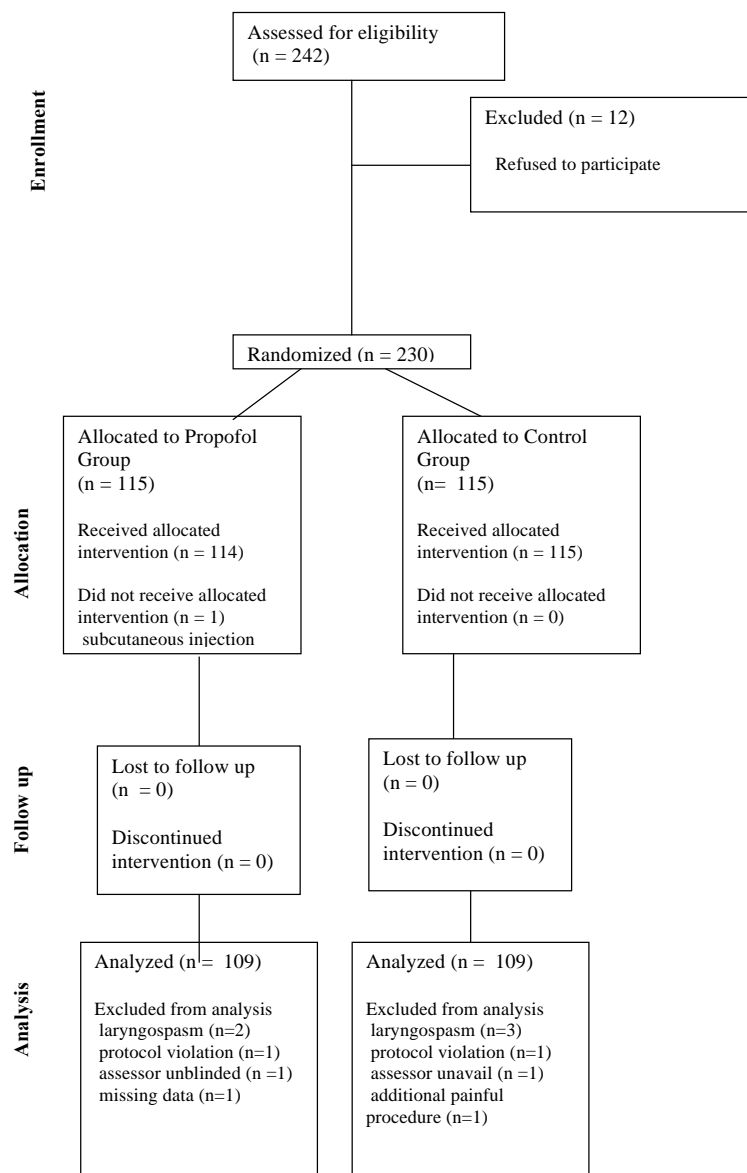 Assessed for eligibility
(n = 242)
Enrollment
Excluded (n = 12)
Refused to participate
Randomized (n = 230)
Allocation
Allocated to Propofol
Group
(n = 115)
Received allocated
intervention (n = 114)
Did not receive allocated
intervention (n = 1)
subcutaneous injection
Allocated to Control
Group
(n= 115)
Received allocated
intervention (n = 115)
Did not receive allocated
intervention (n = 0)
Follow up
Lost to follow up
(n = 0)
Discontinued
intervention (n = 0)
Lost to follow up
(n = 0)
Discontinued
intervention (n = 0)
Analysis
Analyzed (n = 109)
Excluded from analysis
laryngospasm (n=2)
protocol violation (n=1)
assessor unblinded (n =1)
missing data (n=1)
Analyzed (n = 109)
Excluded from analysis
laryngospasm (n=3)
protocol violation (n=1)
assessor unavail (n =1)
additional painful
procedure (n=1)